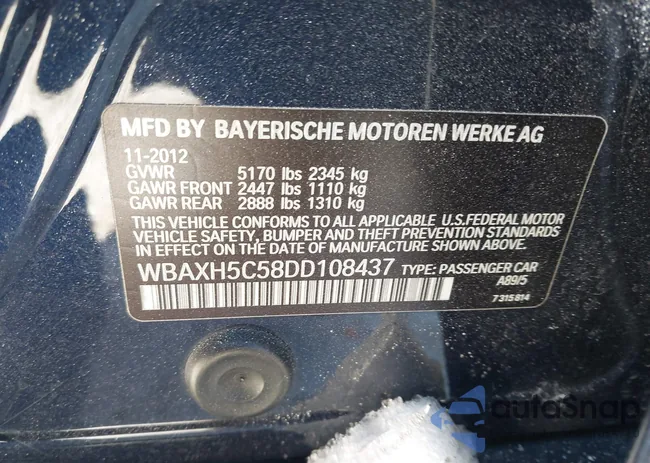 MFD BY BAYERISCHE MOTOREN WERKE AG
11-2012
GVWR 5170 lbs 2345 kg
GAWR FRONT 2447 lbs 1110 kg
GAWR REAR 2888 lbs 1310 kg
THIS VEHICLE CONFORMS TO ALL APPLICABLE U.S.FEDERAL MOTOR
VEHICLE SAFETY, BUMPER AND THEFT PREVENTION STANDARDS
IN EFFECT ON THE DATE OF MANUFACTURE SHOWN ABOVE.
WBAXH5C58DD108437 TYPE: PASSENGER CAR
A89/5
7315814
autoSnap